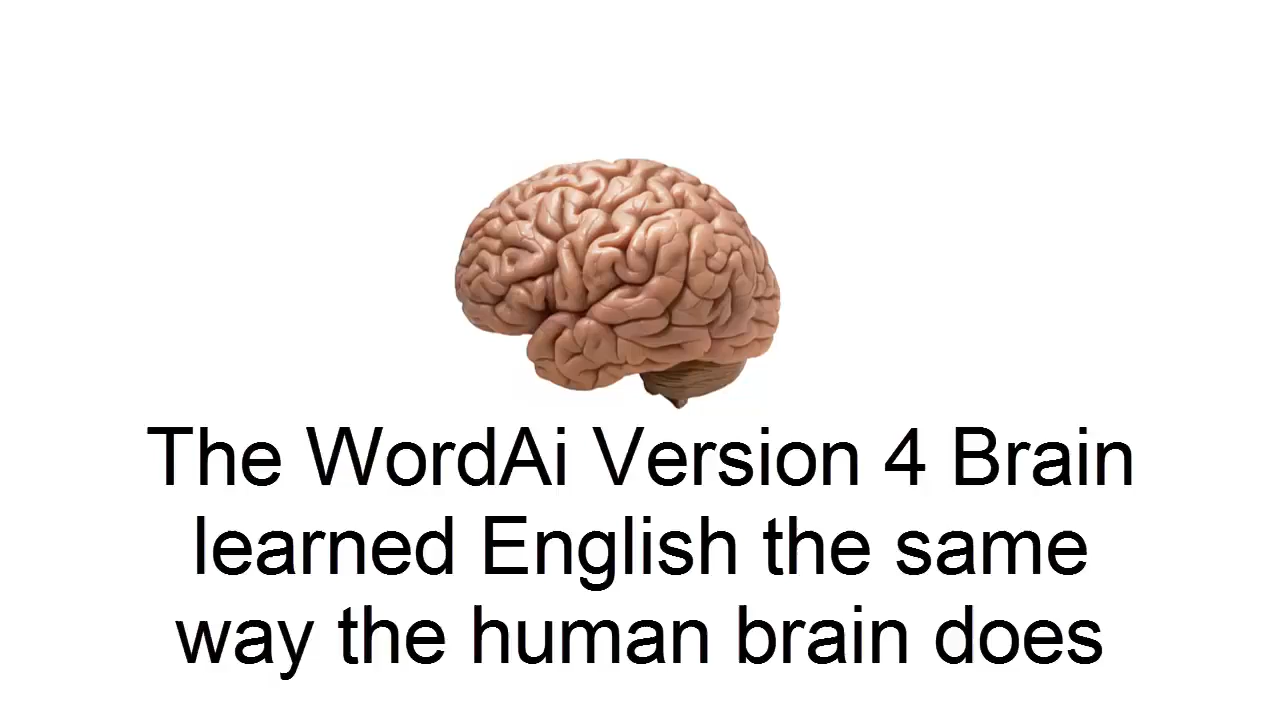 The WordAi Version 4 Brain
learned English the same
way the human brain does